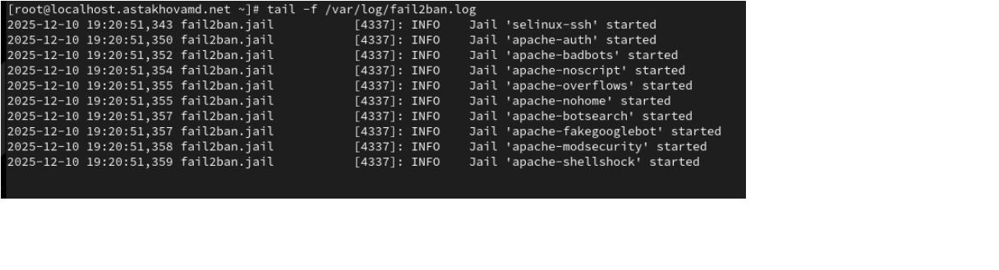 [root@localhost.astakhovamd.net ~]# tail -f /var/log/fail2ban.log
2025-12-10 19:20:51,343 fail2ban.jail [4337]: INFO Jail 'selinux-ssh' started
2025-12-10 19:20:51,350 fail2ban.jail [4337]: INFO Jail 'apache-auth' started
2025-12-10 19:20:51,352 fail2ban.jail [4337]: INFO Jail 'apache-badbots' started
2025-12-10 19:20:51,354 fail2ban.jail [4337]: INFO Jail 'apache-noscript' started
2025-12-10 19:20:51,355 fail2ban.jail [4337]: INFO Jail 'apache-overflows' started
2025-12-10 19:20:51,355 fail2ban.jail [4337]: INFO Jail 'apache-nohome' started
2025-12-10 19:20:51,357 fail2ban.jail [4337]: INFO Jail 'apache-botsearch' started
2025-12-10 19:20:51,357 fail2ban.jail [4337]: INFO Jail 'apache-fakegooglebot' started
2025-12-10 19:20:51,358 fail2ban.jail [4337]: INFO Jail 'apache-modsecurity' started
2025-12-10 19:20:51,359 fail2ban.jail [4337]: INFO Jail 'apache-shellshock' started